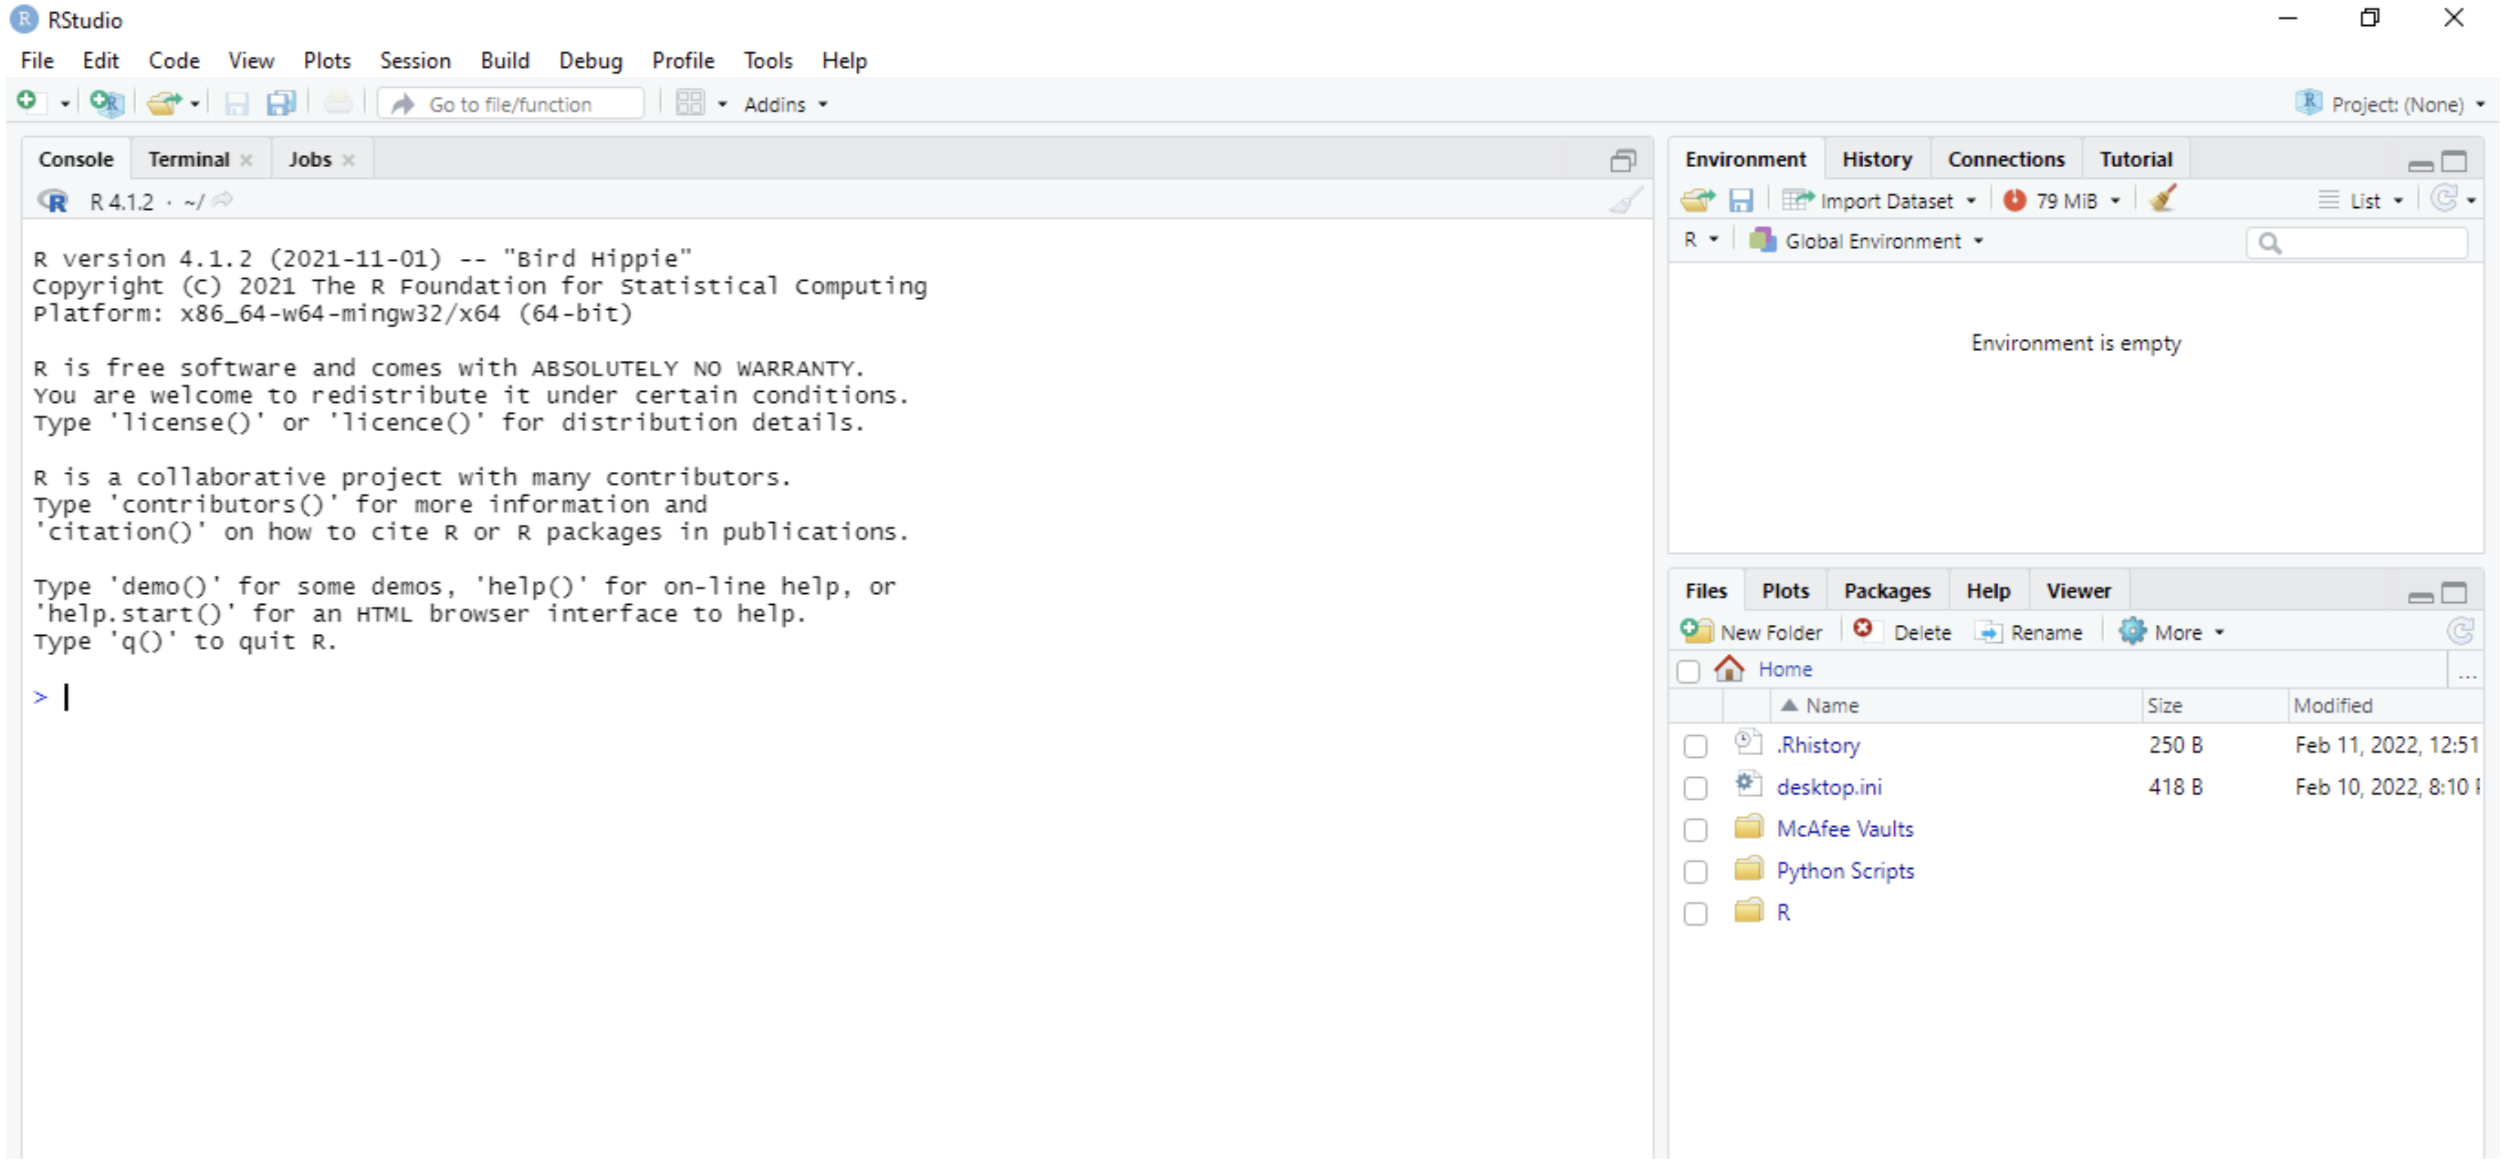 RStudio
File Edit Code View Plots Session Build Debug Profile Tools Help
Go to file/function Addins Project: (None)
Console Terminal Jobs
R 4.1.2 · ~/
R version 4.1.2 (2021-11-01) -- "Bird Hippie"
Copyright (C) 2021 The R Foundation for Statistical Computing
Platform: x86_64-w64-mingw32/x64 (64-bit)
R is free software and comes with ABSOLUTELY NO WARRANTY.
You are welcome to redistribute it under certain conditions.
Type 'license()' or 'licence()' for distribution details.
R is a collaborative project with many contributors.
Type 'contributors()' for more information and
'citation()' on how to cite R or R packages in publications.
Type 'demo()' for some demos, 'help()' for on-line help, or
'help.start()' for an HTML browser interface to help.
Type 'q()' to quit R.
>
Environment History Connections Tutorial
Import Dataset 79 MiB List
R Global Environment
Environment is empty
Files Plots Packages Help Viewer
New Folder Delete Rename More
Home ...
Name Size Modified
.Rhistory 250 B Feb 11, 2022, 12:51
desktop.ini 418 B Feb 10, 2022, 8:10
McAfee Vaults
Python Scripts
R